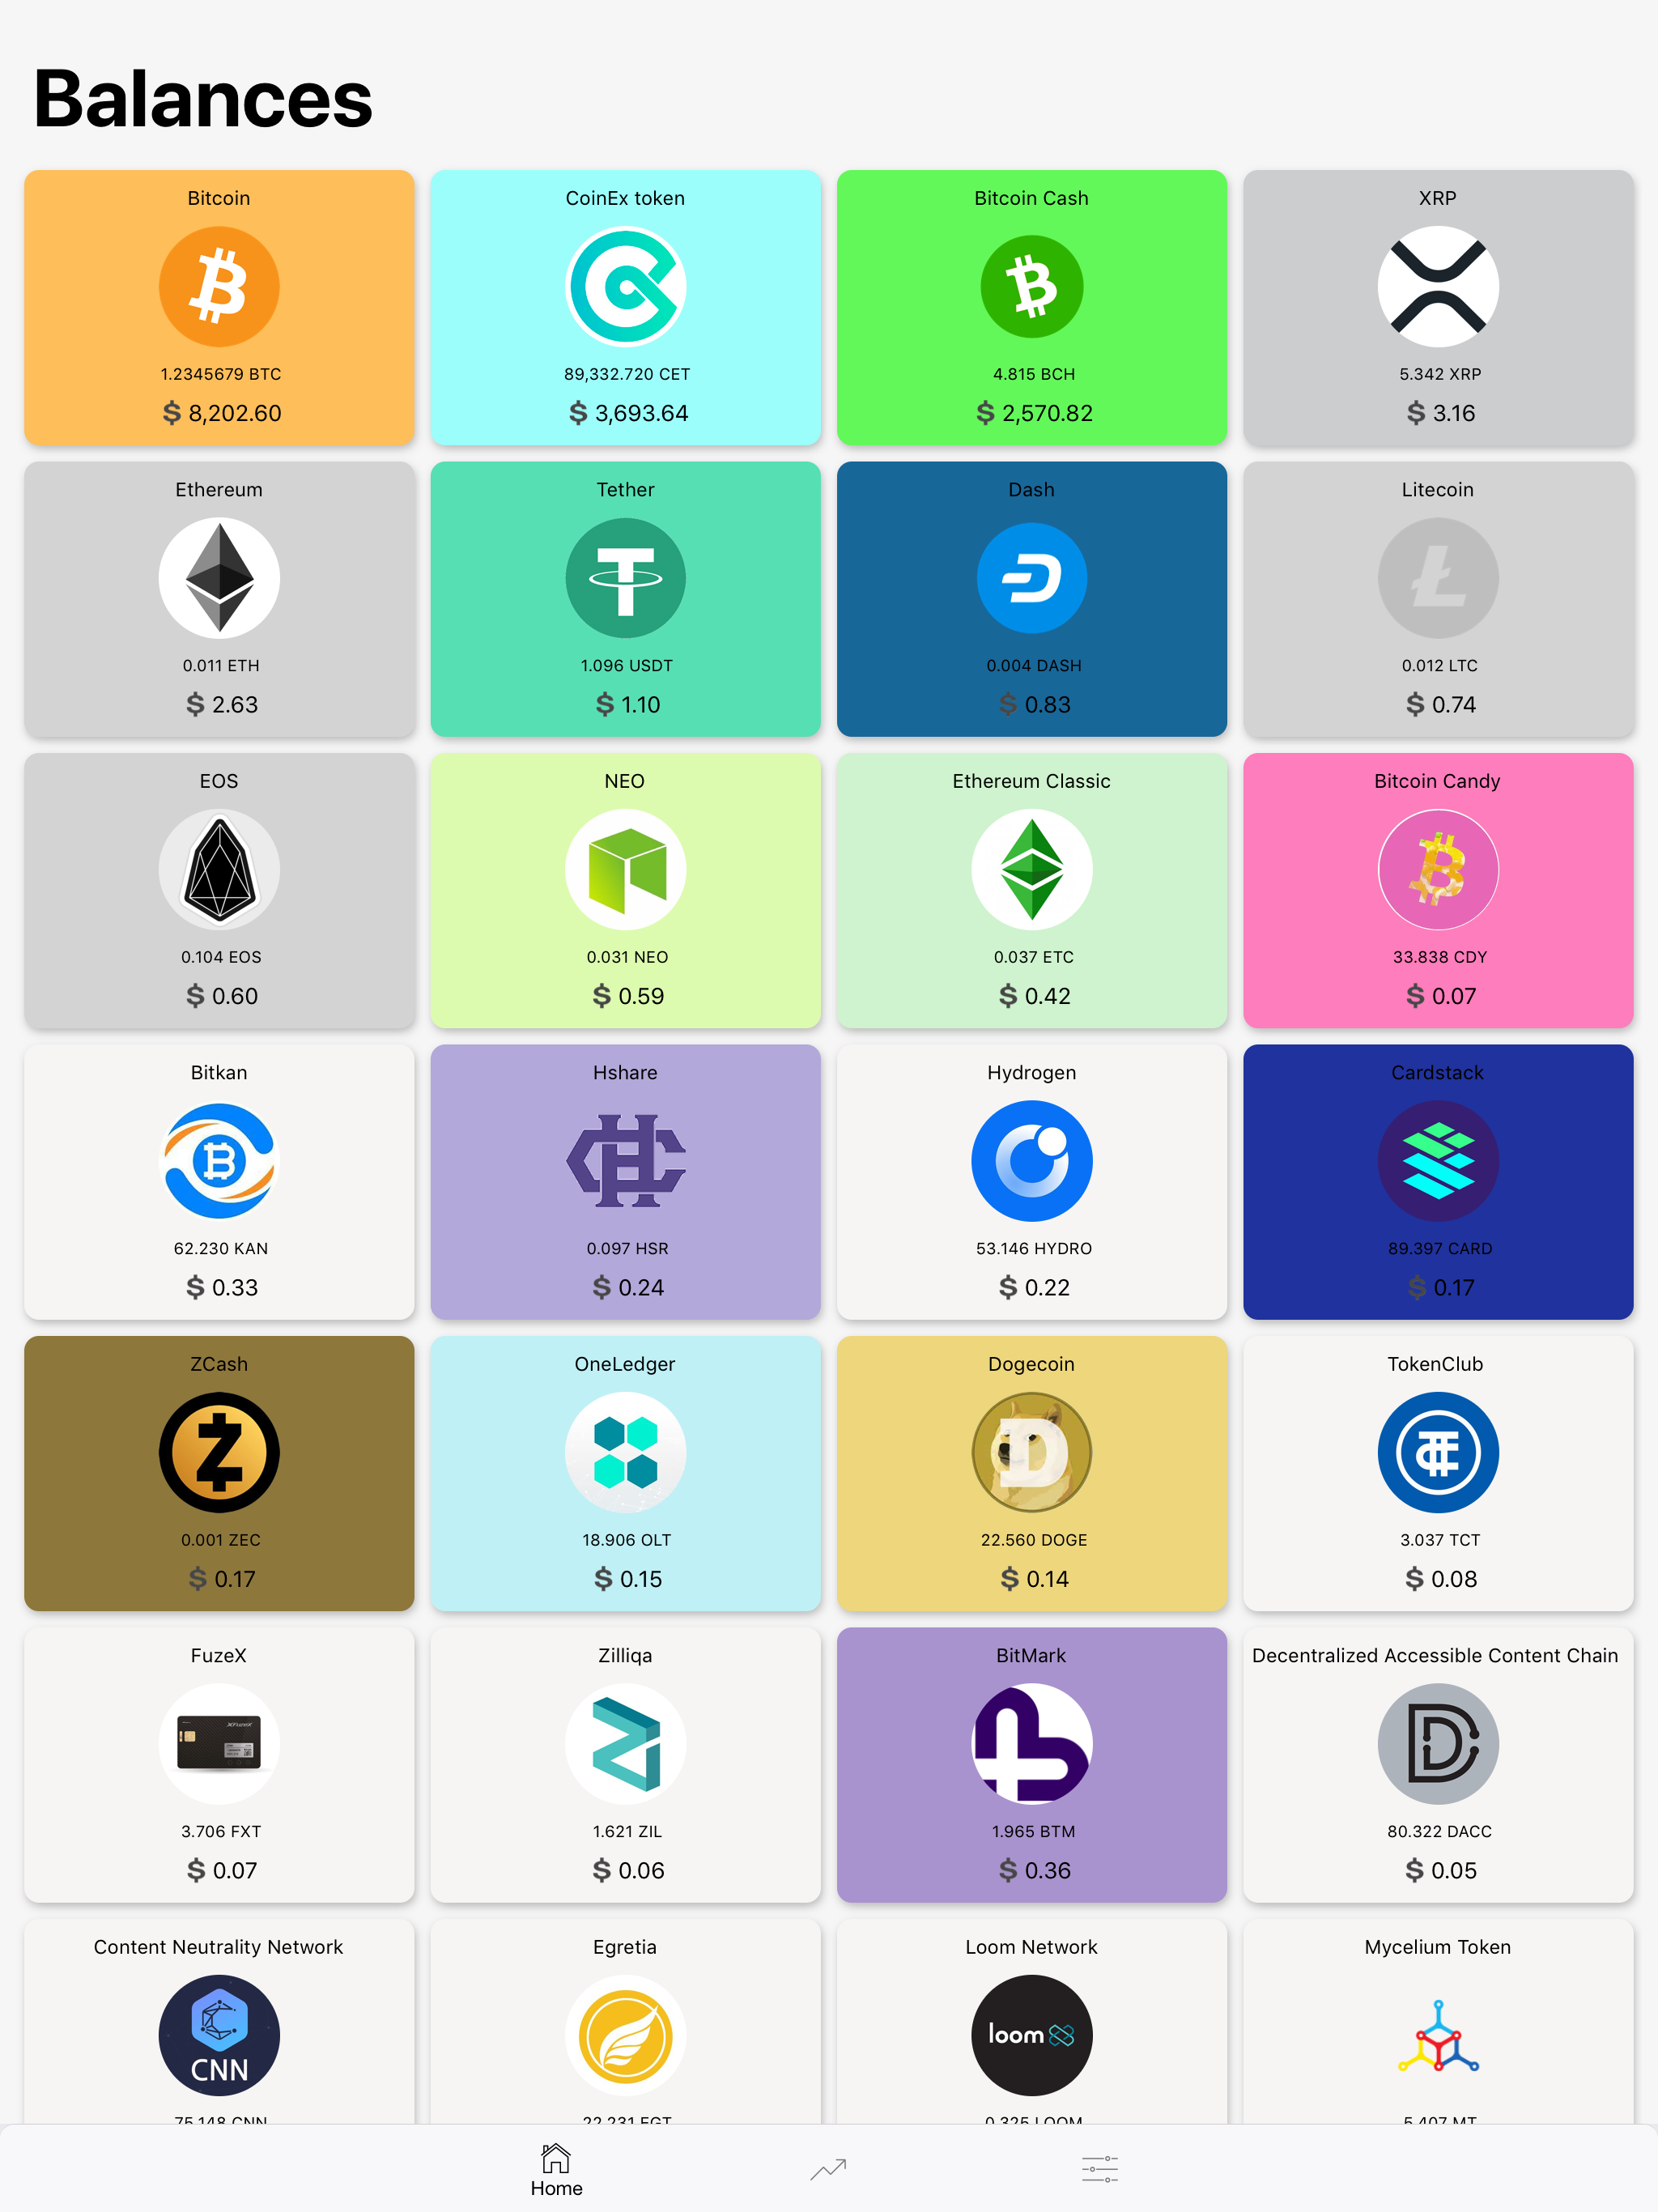 Balances
Bitcoin
1.2345679 BTC
$ 8,202.60
CoinEx token
89,332.720 CET
$ 3,693.64
Bitcoin Cash
4.815 BCH
$ 2,570.82
XRP
5.342 XRP
$ 3.16
Ethereum
0.011 ETH
$ 2.63
Tether
1.096 USDT
$ 1.10
Dash
0.004 DASH
$ 0.83
Litecoin
0.012 LTC
$ 0.74
EOS
0.104 EOS
$ 0.60
NEO
0.031 NEO
$ 0.59
Ethereum Classic
0.037 ETC
$ 0.42
Bitcoin Candy
33.838 CDY
$ 0.07
Bitkan
62.230 KAN
$ 0.33
Hshare
0.097 HSR
$ 0.24
Hydrogen
53.146 HYDRO
$ 0.22
Cardstack
89.397 CARD
$ 0.17
ZCash
0.001 ZEC
$ 0.17
OneLedger
18.906 OLT
$ 0.15
Dogecoin
22.560 DOGE
$ 0.14
TokenClub
3.037 TCT
$ 0.08
FuzeX
3.706 FXT
$ 0.07
Zilliqa
1.621 ZIL
$ 0.06
BitMark
1.965 BTM
$ 0.36
Decentralized Accessible Content Chain
80.322 DACC
$ 0.05
Content Neutrality Network
CNN
75.148 CNN
Egretia
22.231 EGT
Loom Network
loom
0.325 LOOM
Mycelium Token
5.407 MT
Home